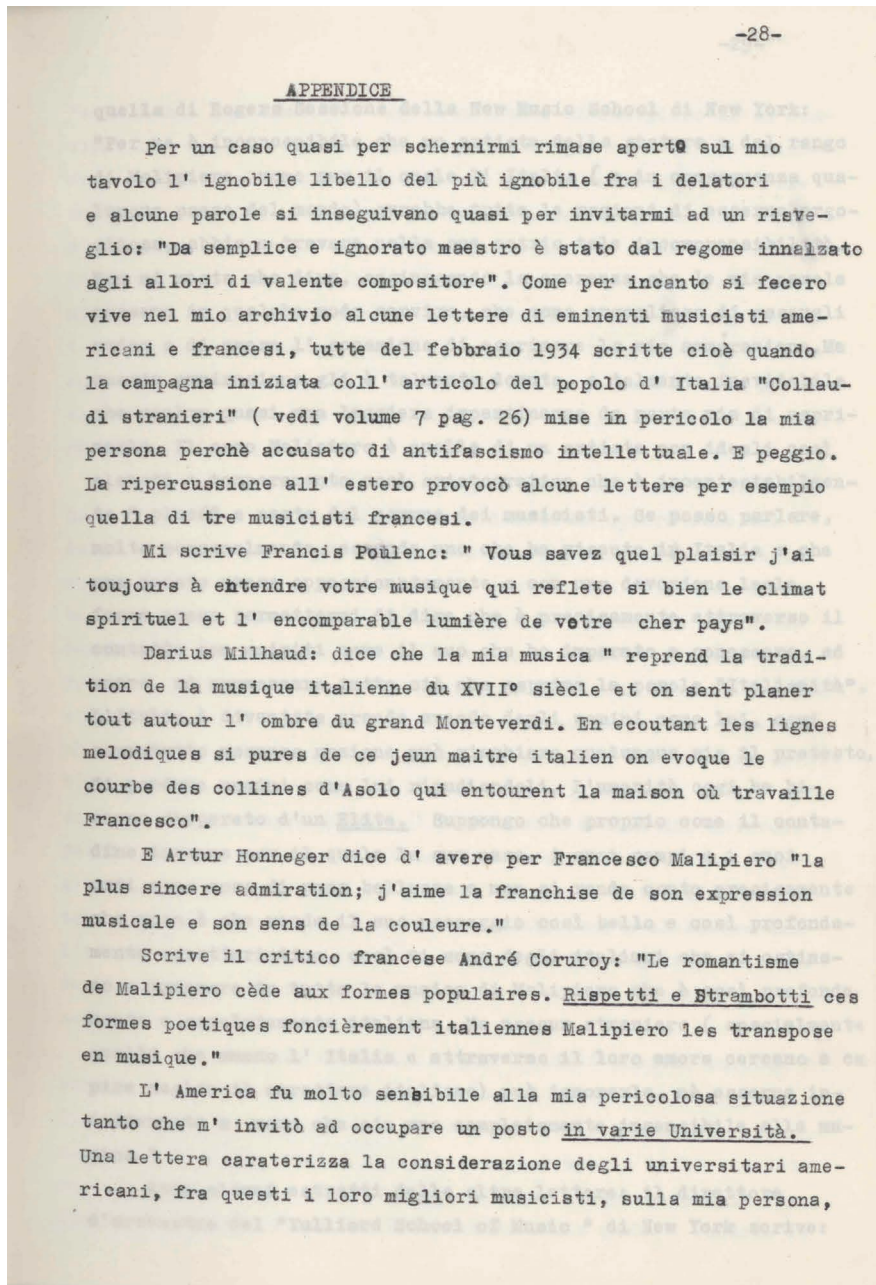 -28-
APPENDICE
Per un caso quasi per schernirmi rimase aperto sul mio
tavolo l' ignobile libello del più ignobile fra i delatori
e alcune parole si inseguivano quasi per invitarmi ad un risve-
glio: "Da semplice e ignorato maestro è stato dal regome innalzato
agli allori di valente compositore". Come per incanto si fecero
vive nel mio archivio alcune lettere di eminenti musicisti ame-
ricani e francesi, tutte del febbraio 1934 scritte cioè quando
la campagna iniziata coll' articolo del popolo d' Italia "Collau-
di stranieri" ( vedi volume 7 pag. 26) mise in pericolo la mia
persona perchè accusato di antifascismo intellettuale. E peggio.
La ripercussione all' estero provocò alcune lettere per esempio
quella di tre musicisti francesi.
Mi scrive Francis Poulenc: " Vous savez quel plaisir j'ai
toujours à entendre votre musique qui reflete si bien le climat
spirituel et l' encomparable lumière de votre cher pays".
Darius Milhaud: dice che la mia musica " reprend la tradi-
tion de la musique italienne du XVII° siècle et on sent planer
tout autour l' ombre du grand Monteverdi. En ecoutant les lignes
melodiques si pures de ce jeun maitre italien on evoque le
courbe des collines d'Asolo qui entourent la maison où travaille
Francesco".
E Artur Honneger dice d' avere per Francesco Malipiero "la
plus sincere admiration; j'aime la franchise de son expression
musicale e son sens de la couleure."
Scrive il critico francese André Coruroy: "Le romantisme
de Malipiero cède aux formes populaires. Rispetti e Strambotti ces
formes poetiques foncièrement italiennes Malipiero les transpose
en musique."
L' America fu molto sensibile alla mia pericolosa situazione
tanto che m' invitò ad occupare un posto in varie Università.
Una lettera caraterizza la considerazione degli universitari ame-
ricani, fra questi i loro migliori musicisti, sulla mia persona,